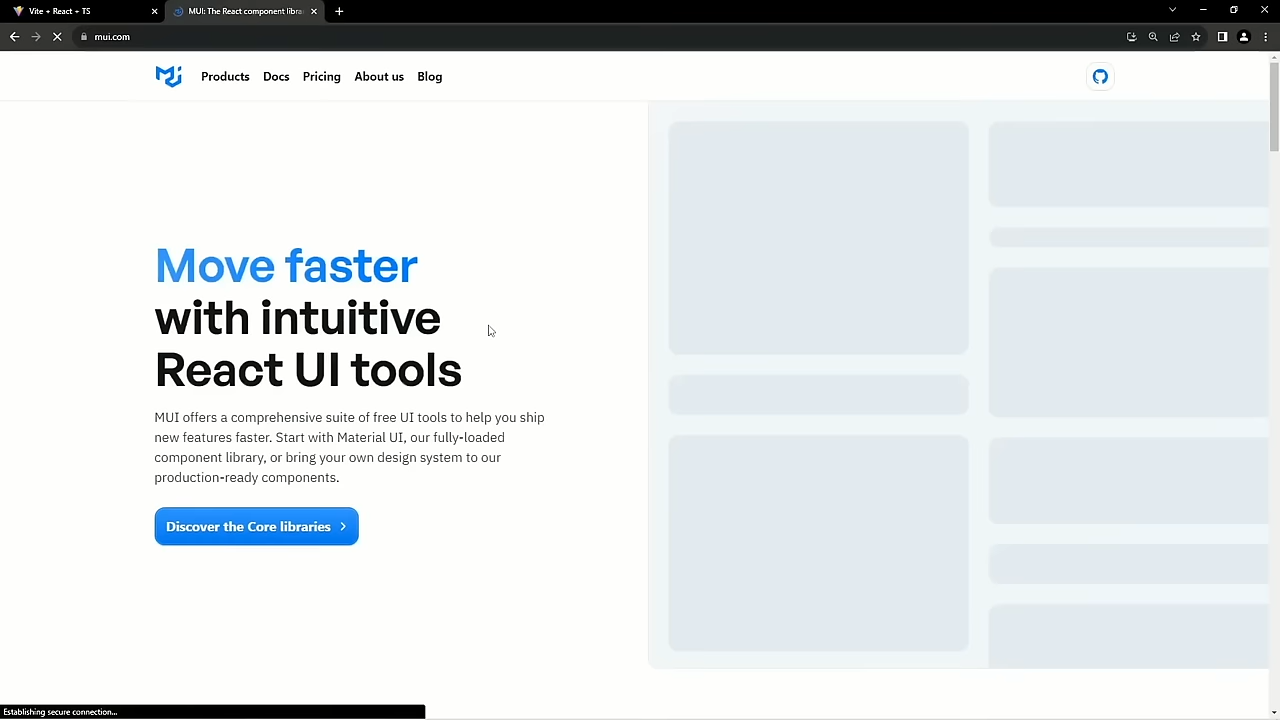 Vite + React + TS
MUI: The React component libra
mui.com
Products Docs Pricing About us Blog
Move faster
with intuitive
React UI tools
MUI offers a comprehensive suite of free UI tools to help you ship
new features faster. Start with Material UI, our fully-loaded
component library, or bring your own design system to our
production-ready components.
Discover the Core libraries
Establishing secure connection...